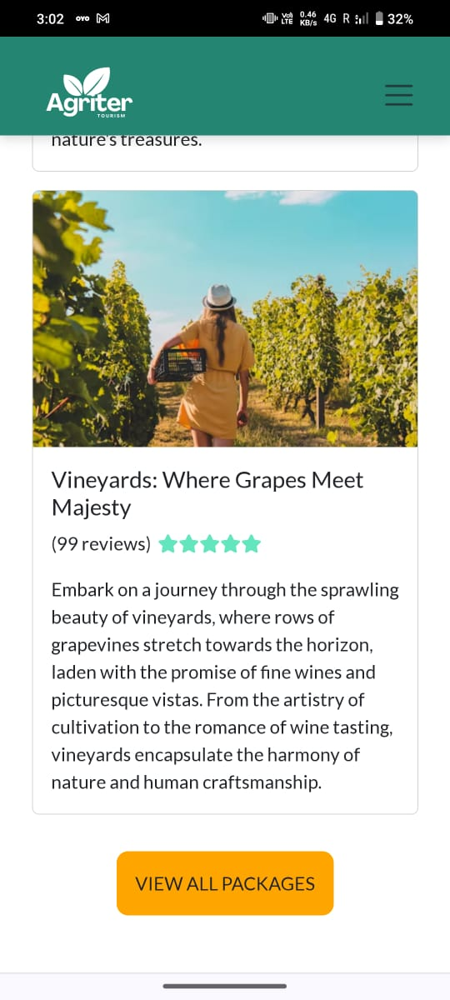 3:02 OYO M Vo) LTE 0.46 KB/s 4G R 32%
Agriter
TOURISM
nature's treasures.
Vineyards: Where Grapes Meet
Majesty
(99 reviews)
Embark on a journey through the sprawling
beauty of vineyards, where rows of
grapevines stretch towards the horizon,
laden with the promise of fine wines and
picturesque vistas. From the artistry of
cultivation to the romance of wine tasting,
vineyards encapsulate the harmony of
nature and human craftsmanship.
VIEW ALL PACKAGES